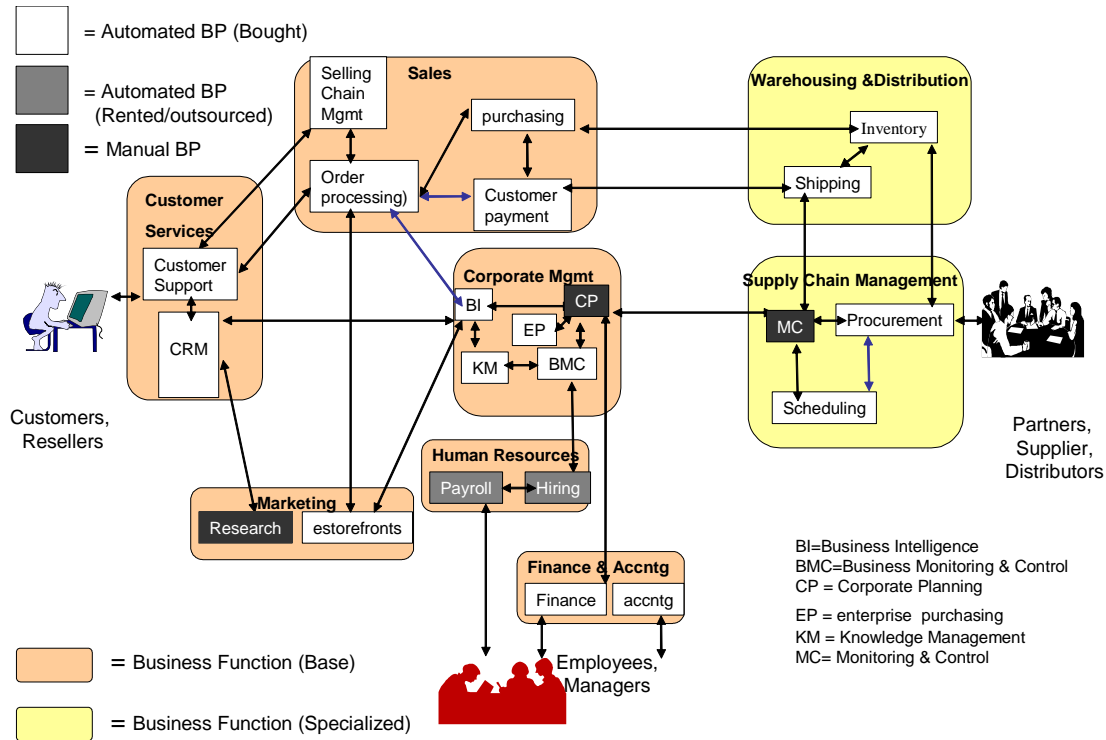 = Automated BP (Bought)
= Automated BP
(Rented/outsourced)
= Manual BP
Sales
Selling
Chain
Mgmt
purchasing
Order
processing)
Customer
payment
Warehousing &Distribution
Inventory
Shipping
Customer
Services
Customer
Support
CRM
Customers,
Resellers
Corporate Mgmt
BI
CP
EP
KM
BMC
Supply Chain Management
MC
Procurement
Scheduling
Partners,
Supplier,
Distributors
Human Resources
Payroll
Hiring
Marketing
Research
estorefronts
Finance & Accntg
Finance
accntg
Employees,
Managers
BI=Business Intelligence
BMC=Business Monitoring & Control
CP = Corporate Planning
EP = enterprise purchasing
KM = Knowledge Management
MC= Monitoring & Control
= Business Function (Base)
= Business Function (Specialized)